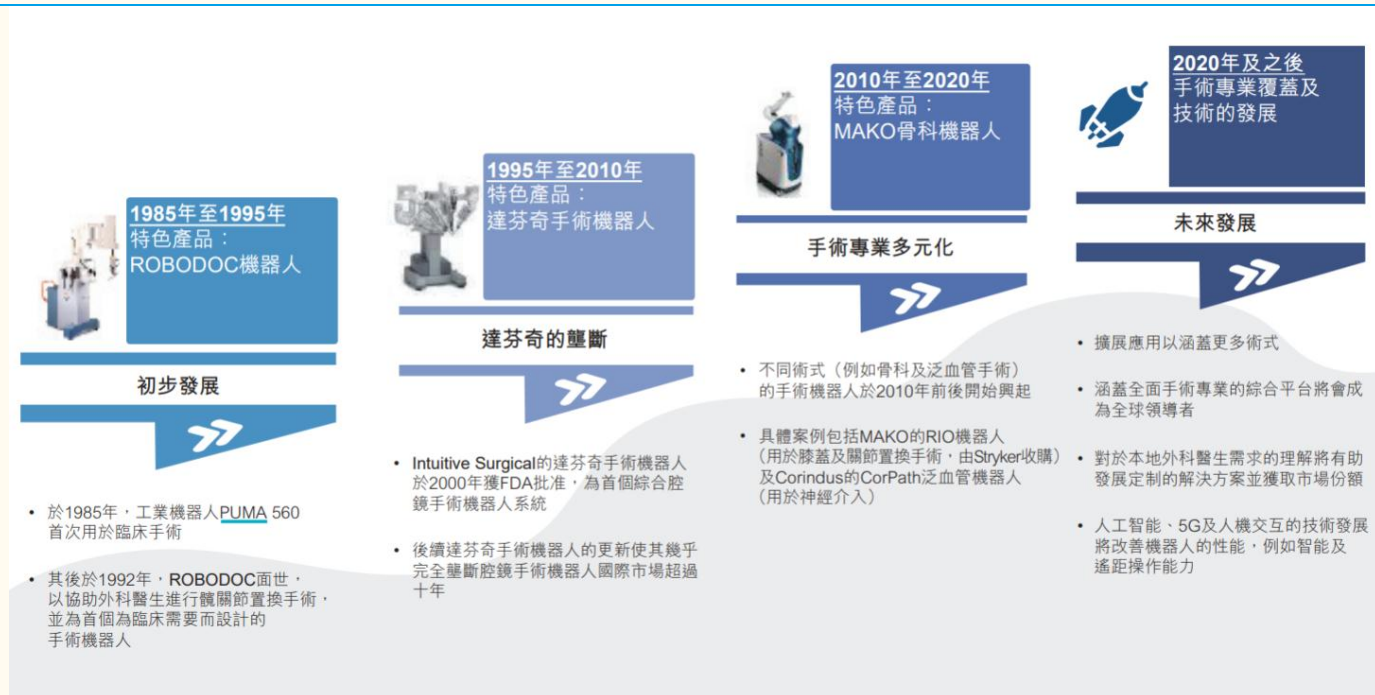 1985年至1995年
特色產品：
ROBODOC機器人
初步發展
• 於1985年，工業機器人PUMA 560
首次用於臨床手術
• 其後於1992年，ROBODOC面世，
以協助外科醫生進行髖關節置換手術，
並為首個為臨床需要而設計的
手術機器人
1995年至2010年
特色產品：
達芬奇手術機器人
達芬奇的壟斷
• Intuitive Surgical的達芬奇手術機器人
於2000年獲FDA批准，為首個綜合腔
鏡手術機器人系統
• 後續達芬奇手術機器人的更新使其幾乎
完全壟斷腔鏡手術機器人國際市場超過
十年
2010年至2020年
特色產品：
MAKO骨科機器人
手術專業多元化
• 不同術式（例如骨科及泛血管手術）
的手術機器人於2010年前後開始興起
• 具體案例包括MAKO的RIO機器人
（用於膝蓋及關節置換手術，由Stryker收購）
及Corindus的CorPath泛血管機器人
（用於神經介入）
2020年及之後
手術專業覆蓋及
技術的發展
未來發展
• 擴展應用以涵蓋更多術式
• 涵蓋全面手術專業的綜合平台將會成
為全球領導者
• 對於本地外科醫生需求的理解將有助
發展定制的解決方案並獲取市場份額
• 人工智能、5G及人機交互的技術發展
將改善機器人的性能，例如智能及
遙距操作能力